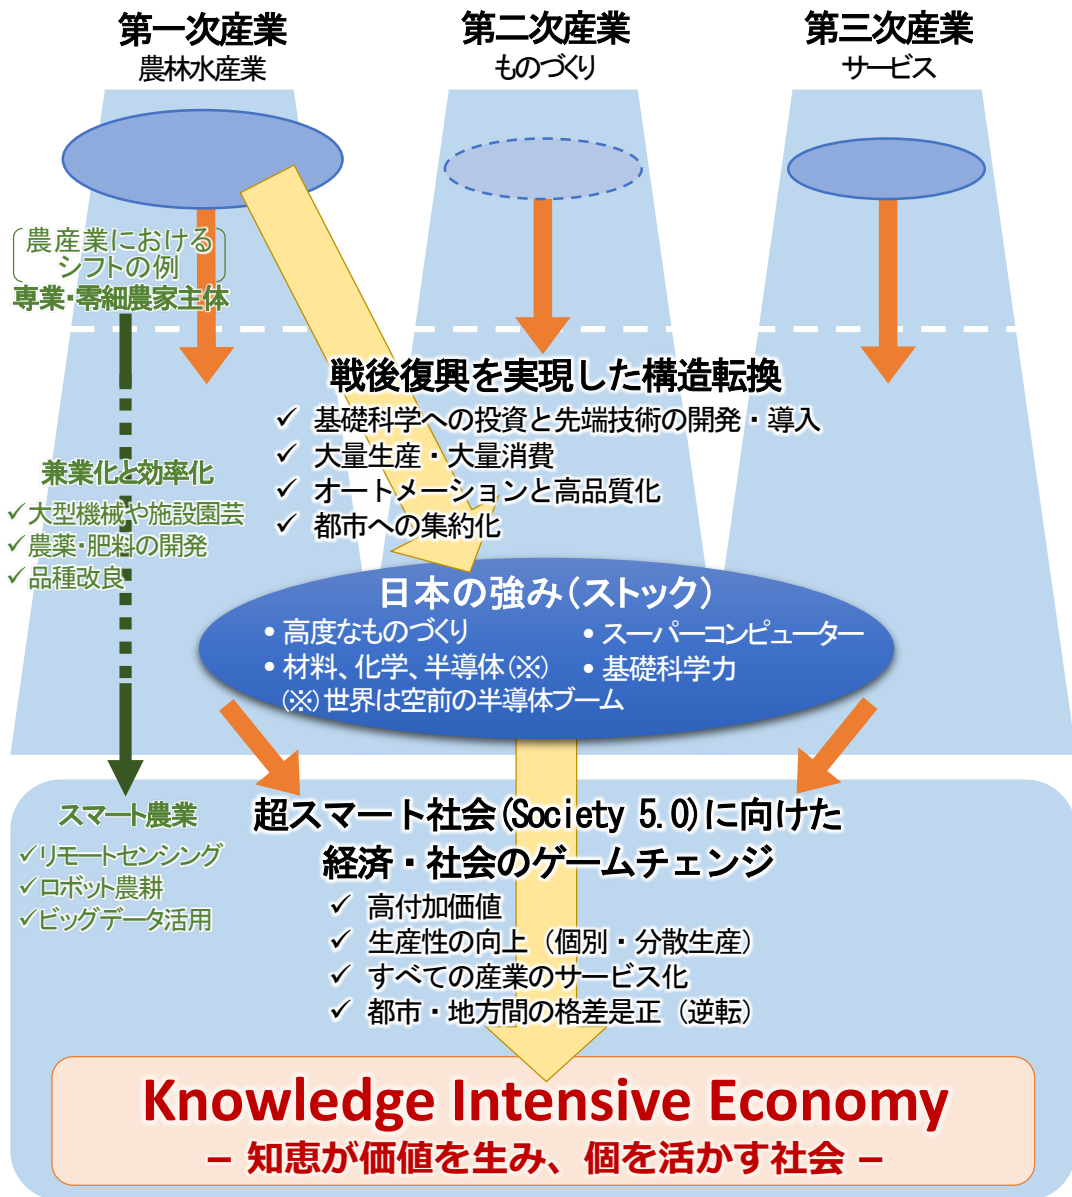 第一次産業
農林水産業
第二次産業
ものづくり
第三次産業
サービス
農産業における
シフトの例
専業・零細農家主体
戦後復興を実現した構造転換
✓ 基礎科学への投資と先端技術の開発・導入
✓ 大量生産・大量消費
✓ オートメーションと高品質化
✓ 都市への集約化
兼業化と効率化
✓大型機械や施設園芸
✓農薬・肥料の開発
✓品種改良
日本の強み(ストック)
• 高度なものづくり
• 材料、化学、半導体(※)
(※)世界は空前の半導体ブーム
• スーパーコンピューター
• 基礎科学力
スマート農業
✓リモートセンシング
✓ロボット農耕
✓ビッグデータ活用
超スマート社会(Society 5.0)に向けた
経済・社会のゲームチェンジ
✓ 高付加価値
✓ 生産性の向上(個別・分散生産)
✓ すべての産業のサービス化
✓ 都市・地方間の格差是正(逆転)
Knowledge Intensive Economy
– 知恵が価値を生み、個を活かす社会 –